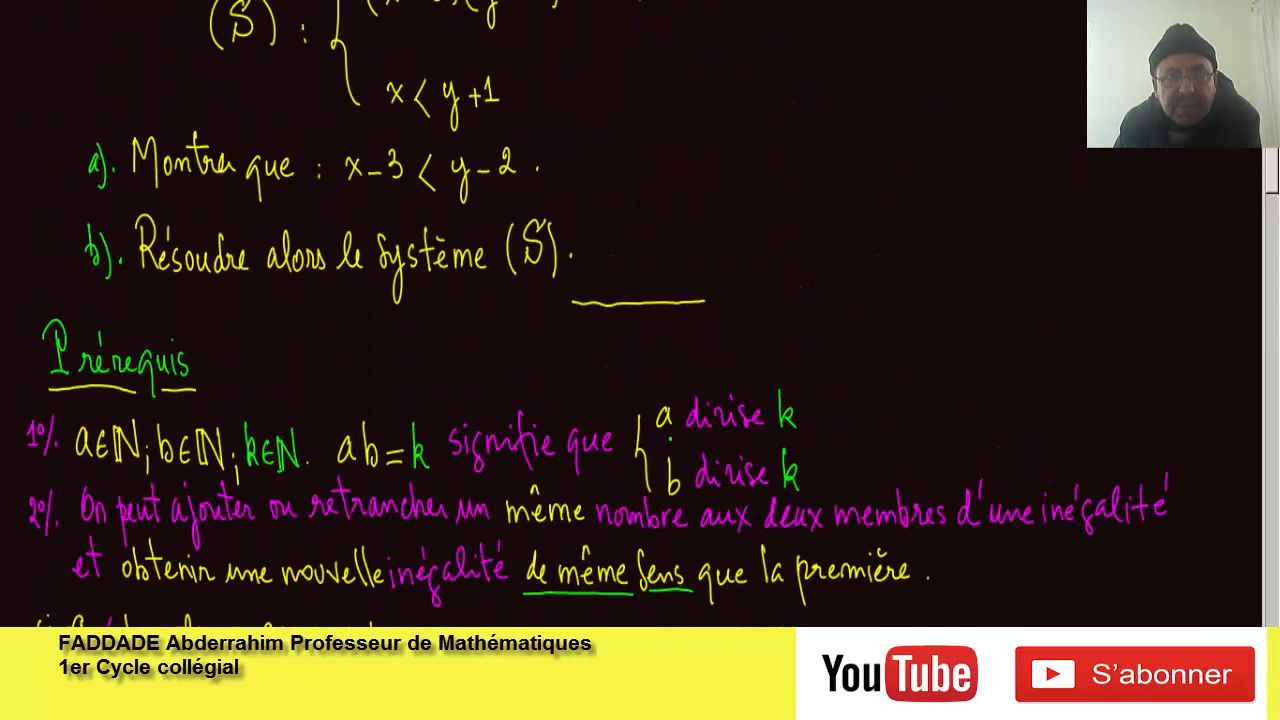 (S) :
x < y + 1
a). Montrer que : x - 3 < y - 2 .
b). Résoudre alors le système (S).
Prérequis
1°/. a∈ℕ ; b∈ℕ ; k∈ℕ. ab = k signifie que { a divise k
b divise k
2°/. On peut ajouter ou retrancher un même nombre aux deux membres d'une inégalité
et obtenir une nouvelle inégalité de même sens que la première .
FADDADE Abderrahim Professeur de Mathématiques
1er Cycle collégial
YouTube
S'abonner